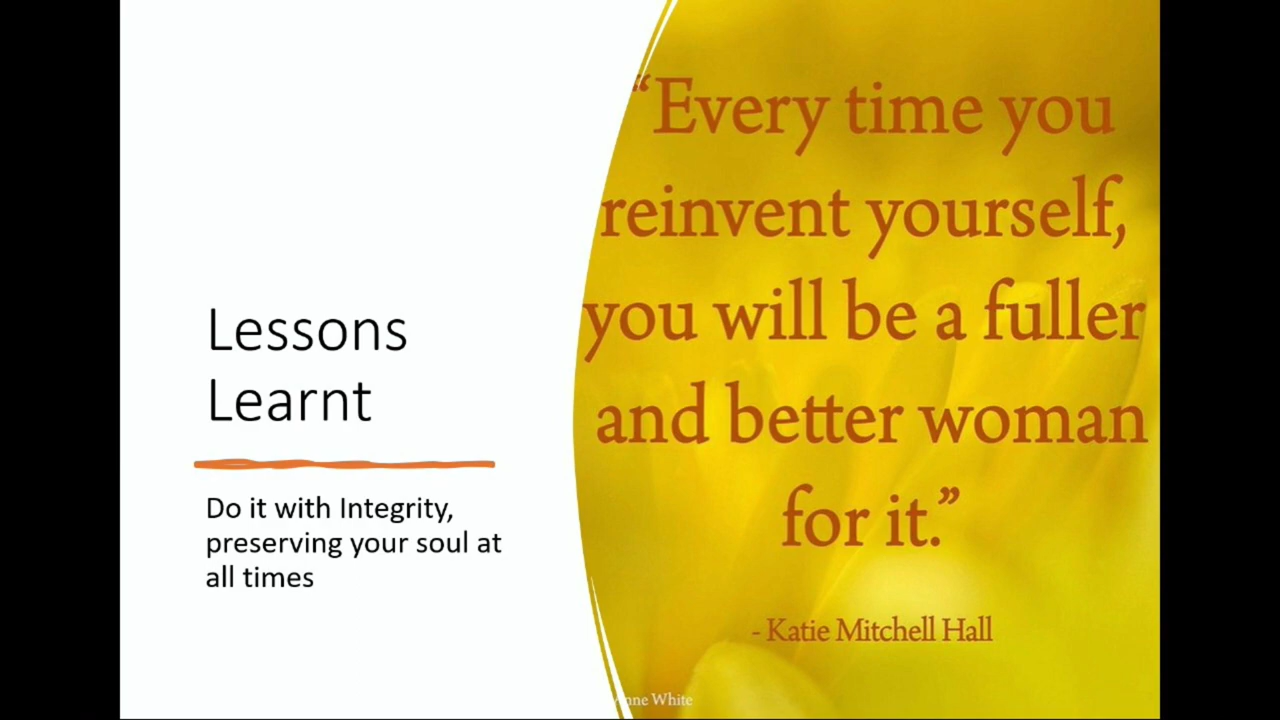 Lessons
Learnt
Do it with Integrity,
preserving your soul at
all times
“Every time you
reinvent yourself,
you will be a fuller
and better woman
for it.”
- Katie Mitchell Hall
White